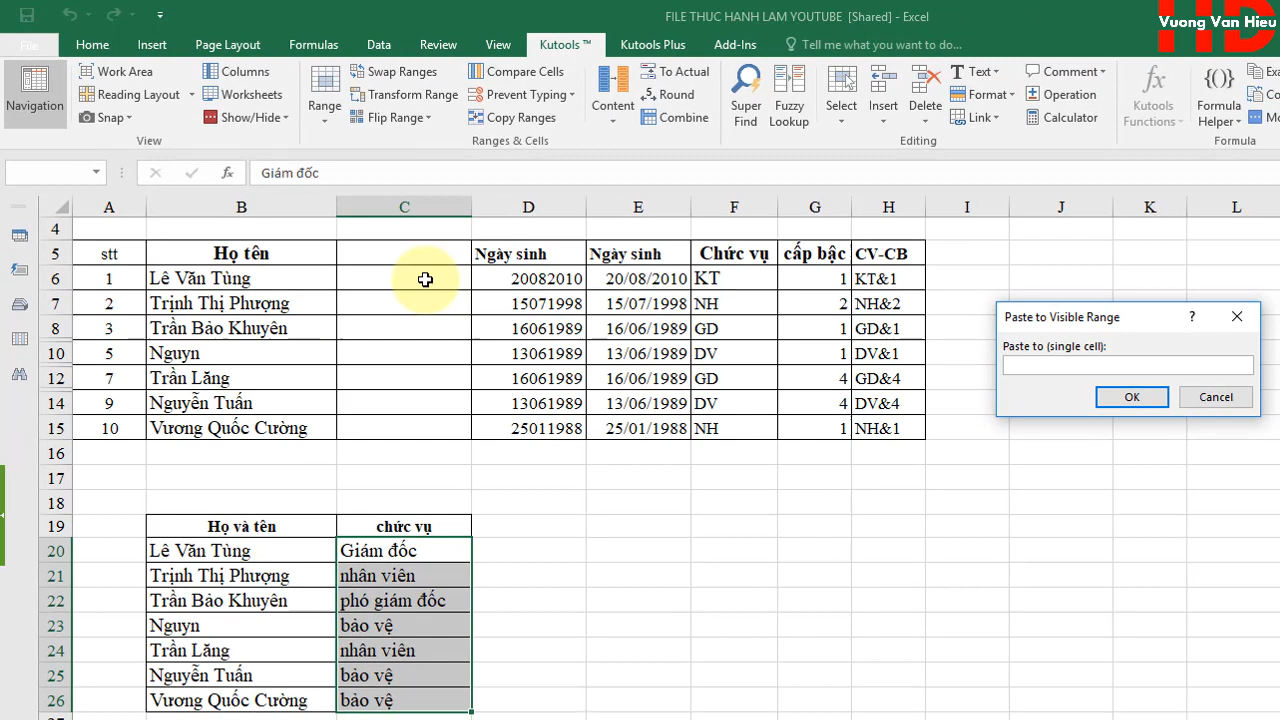 FILE THUC HANH LAM YOUTUBE [Shared] - Excel
HD
Vuong Van Hieu
File Home Insert Page Layout Formulas Data Review View Kutools ™ Kutools Plus Add-Ins Tell me what you want to do...
Work Area Columns Swap Ranges Compare Cells To Actual Text Comment
Reading Layout Worksheets Transform Range Prevent Typing Round Format Operation
Snap Show/Hide Flip Range Copy Ranges Combine Link Calculator
Navigation Range Content Super Find Fuzzy Lookup Select Insert Delete Kutools Functions Formula Helper
View Ranges & Cells Editing Formula
fx Giám đốc
A B C D E F G H I J K L
4
5 stt Họ tên Ngày sinh Ngày sinh Chức vụ cấp bậc CV-CB
6 1 Lê Văn Tùng 20082010 20/08/2010 KT 1 KT&1
7 2 Trịnh Thị Phượng 15071998 15/07/1998 NH 2 NH&2
8 3 Trần Bảo Khuyên 16061989 16/06/1989 GD 1 GD&1
10 5 Nguyn 13061989 13/06/1989 DV 1 DV&1
12 7 Trần Lăng 16061989 16/06/1989 GD 4 GD&4
14 9 Nguyễn Tuấn 13061989 13/06/1989 DV 4 DV&4
15 10 Vương Quốc Cường 25011988 25/01/1988 NH 1 NH&1
16
17
18
19 Họ và tên chức vụ
20 Lê Văn Tùng Giám đốc
21 Trịnh Thị Phượng nhân viên
22 Trần Bảo Khuyên phó giám đốc
23 Nguyn bảo vệ
24 Trần Lăng nhân viên
25 Nguyễn Tuấn bảo vệ
26 Vương Quốc Cường bảo vệ
Paste to Visible Range ?
Paste to (single cell):
OK Cancel